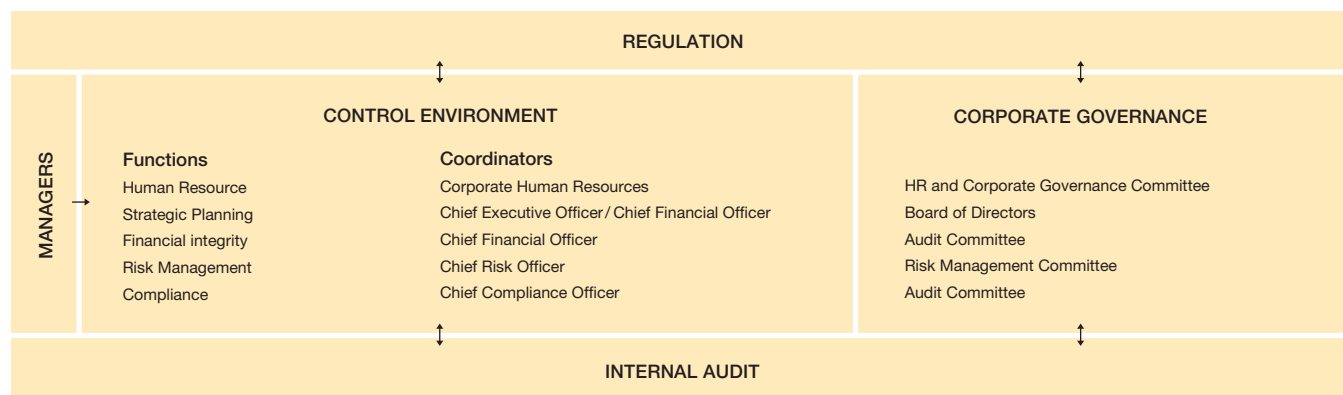 REGULATION
MANAGERS
CONTROL ENVIRONMENT
Functions
Human Resource
Strategic Planning
Financial integrity
Risk Management
Compliance
Coordinators
Corporate Human Resources
Chief Executive Officer/Chief Financial Officer
Chief Financial Officer
Chief Risk Officer
Chief Compliance Officer
CORPORATE GOVERNANCE
HR and Corporate Governance Committee
Board of Directors
Audit Committee
Risk Management Committee
Audit Committee
INTERNAL AUDIT